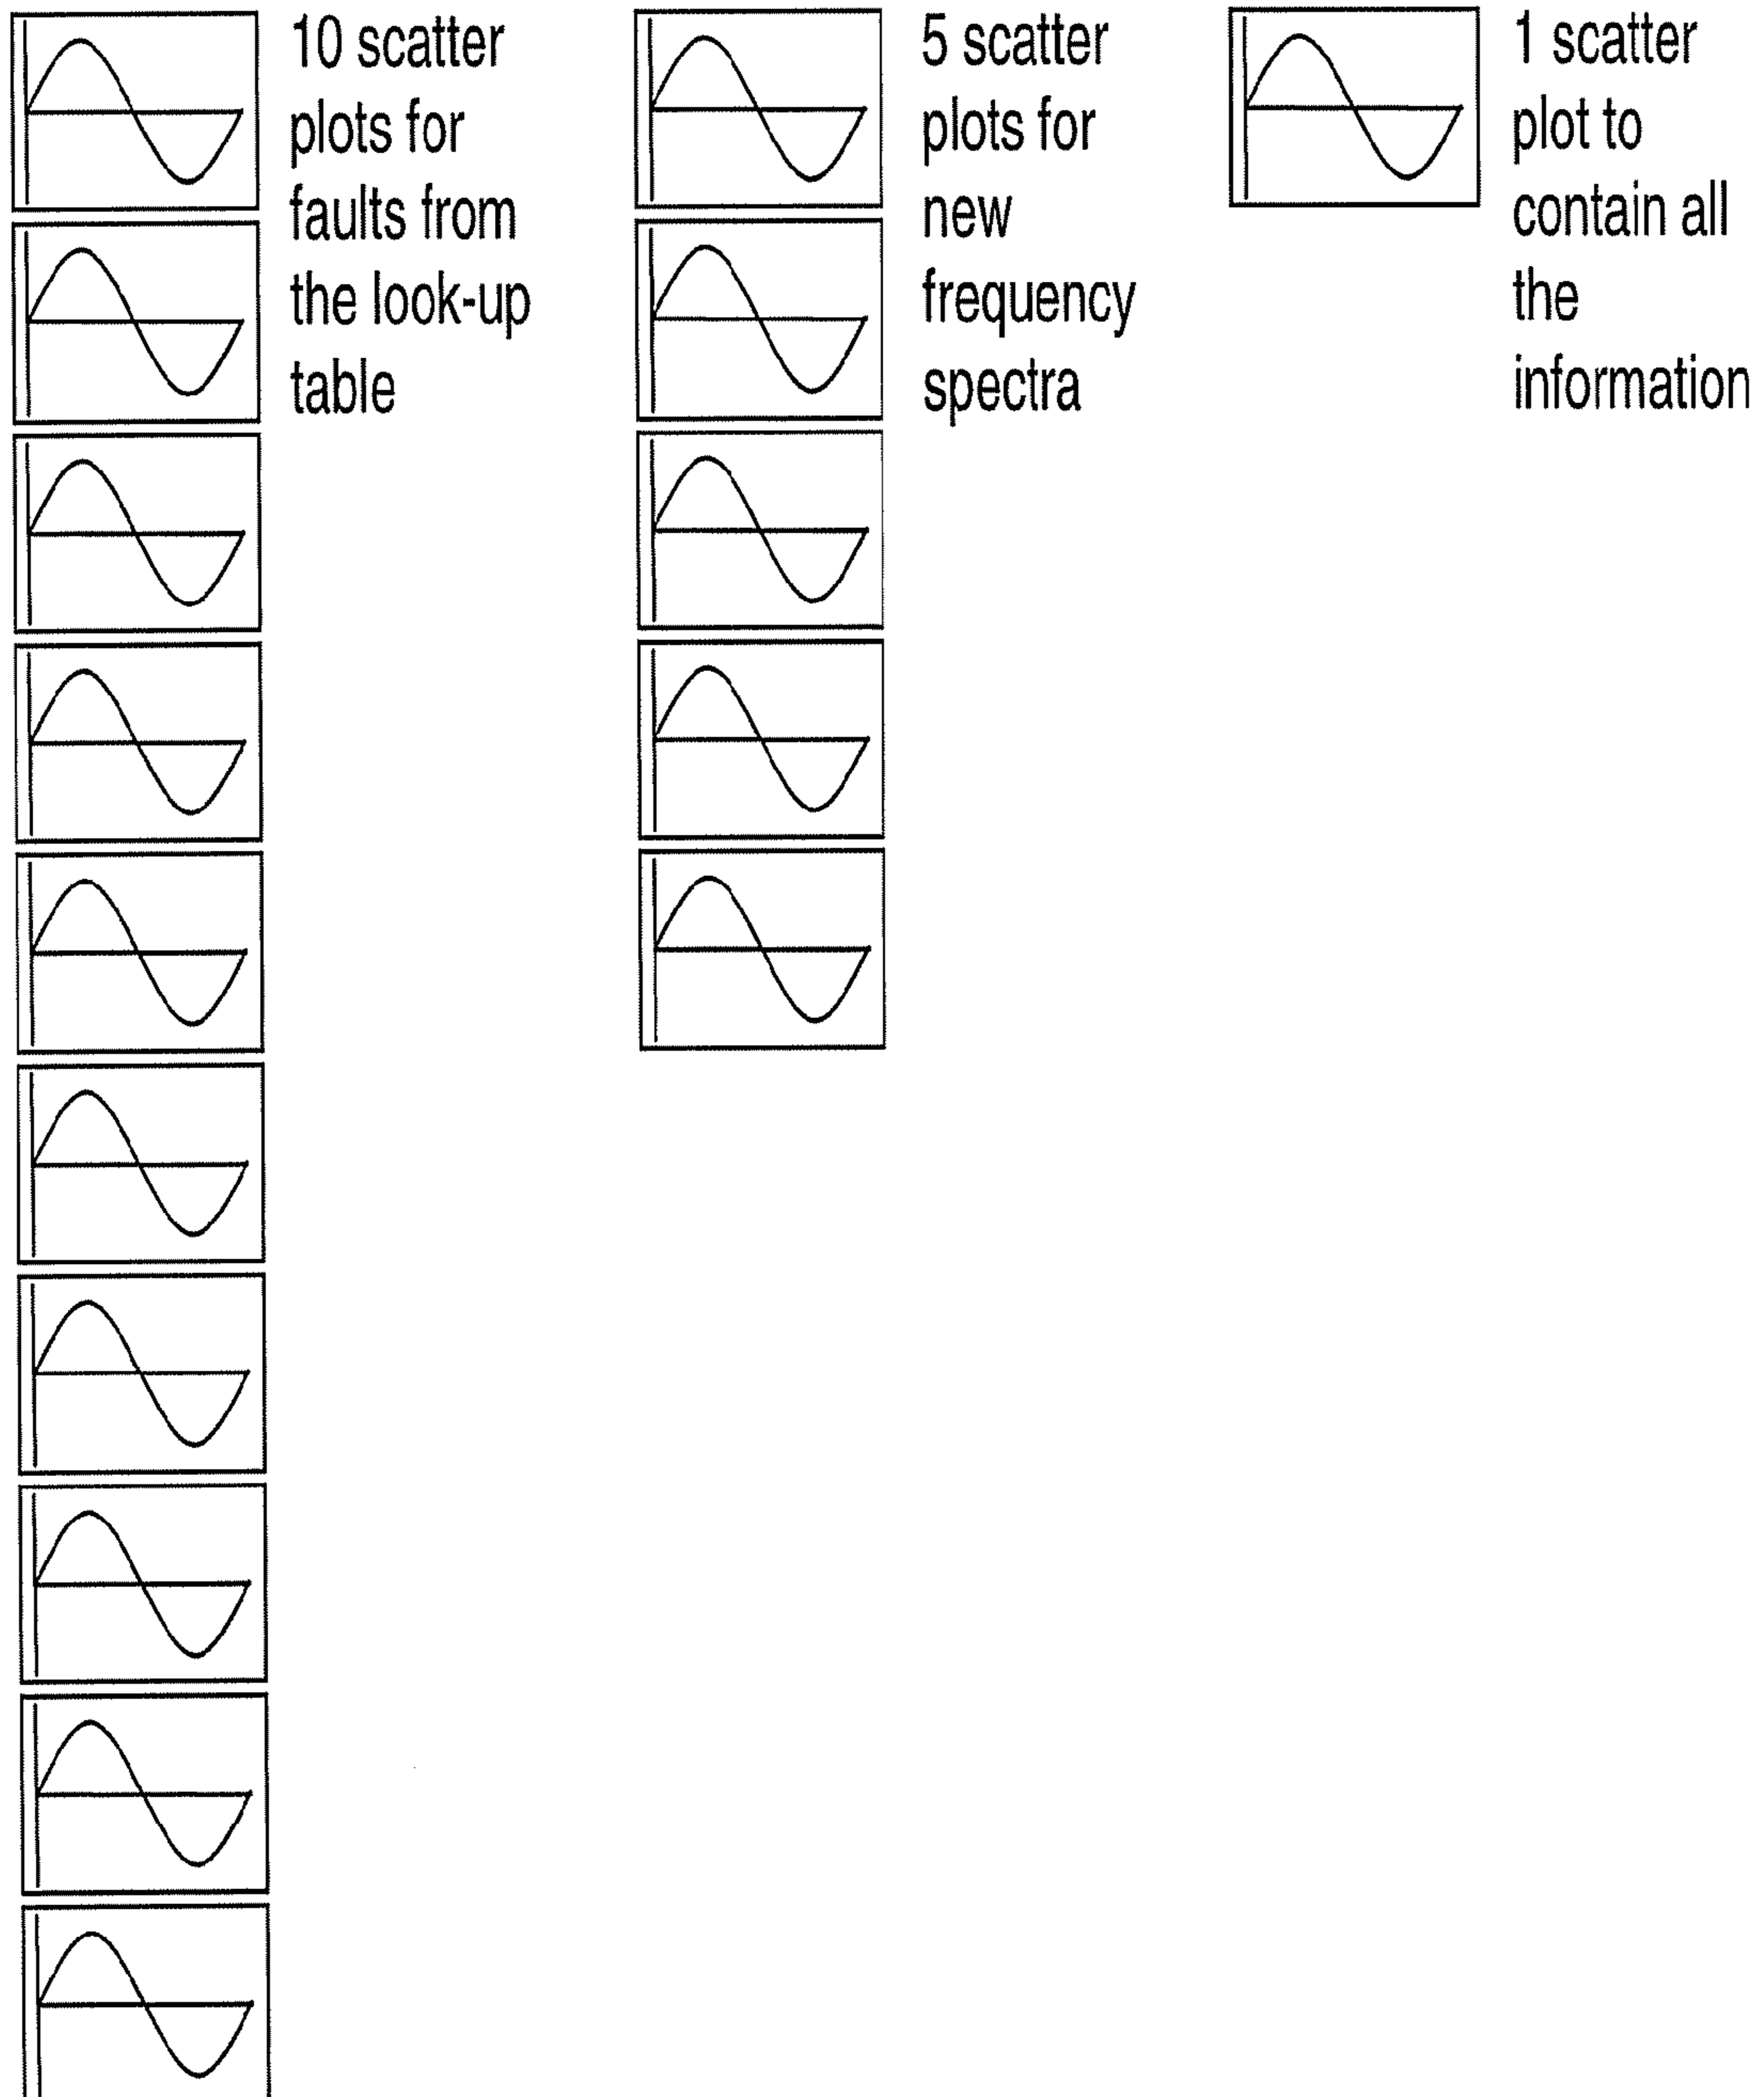 10 scatter
plots for
faults from
the look-up
table
5 scatter
plots for
new
frequency
spectra
1 scatter
plot to
contain all
the
information